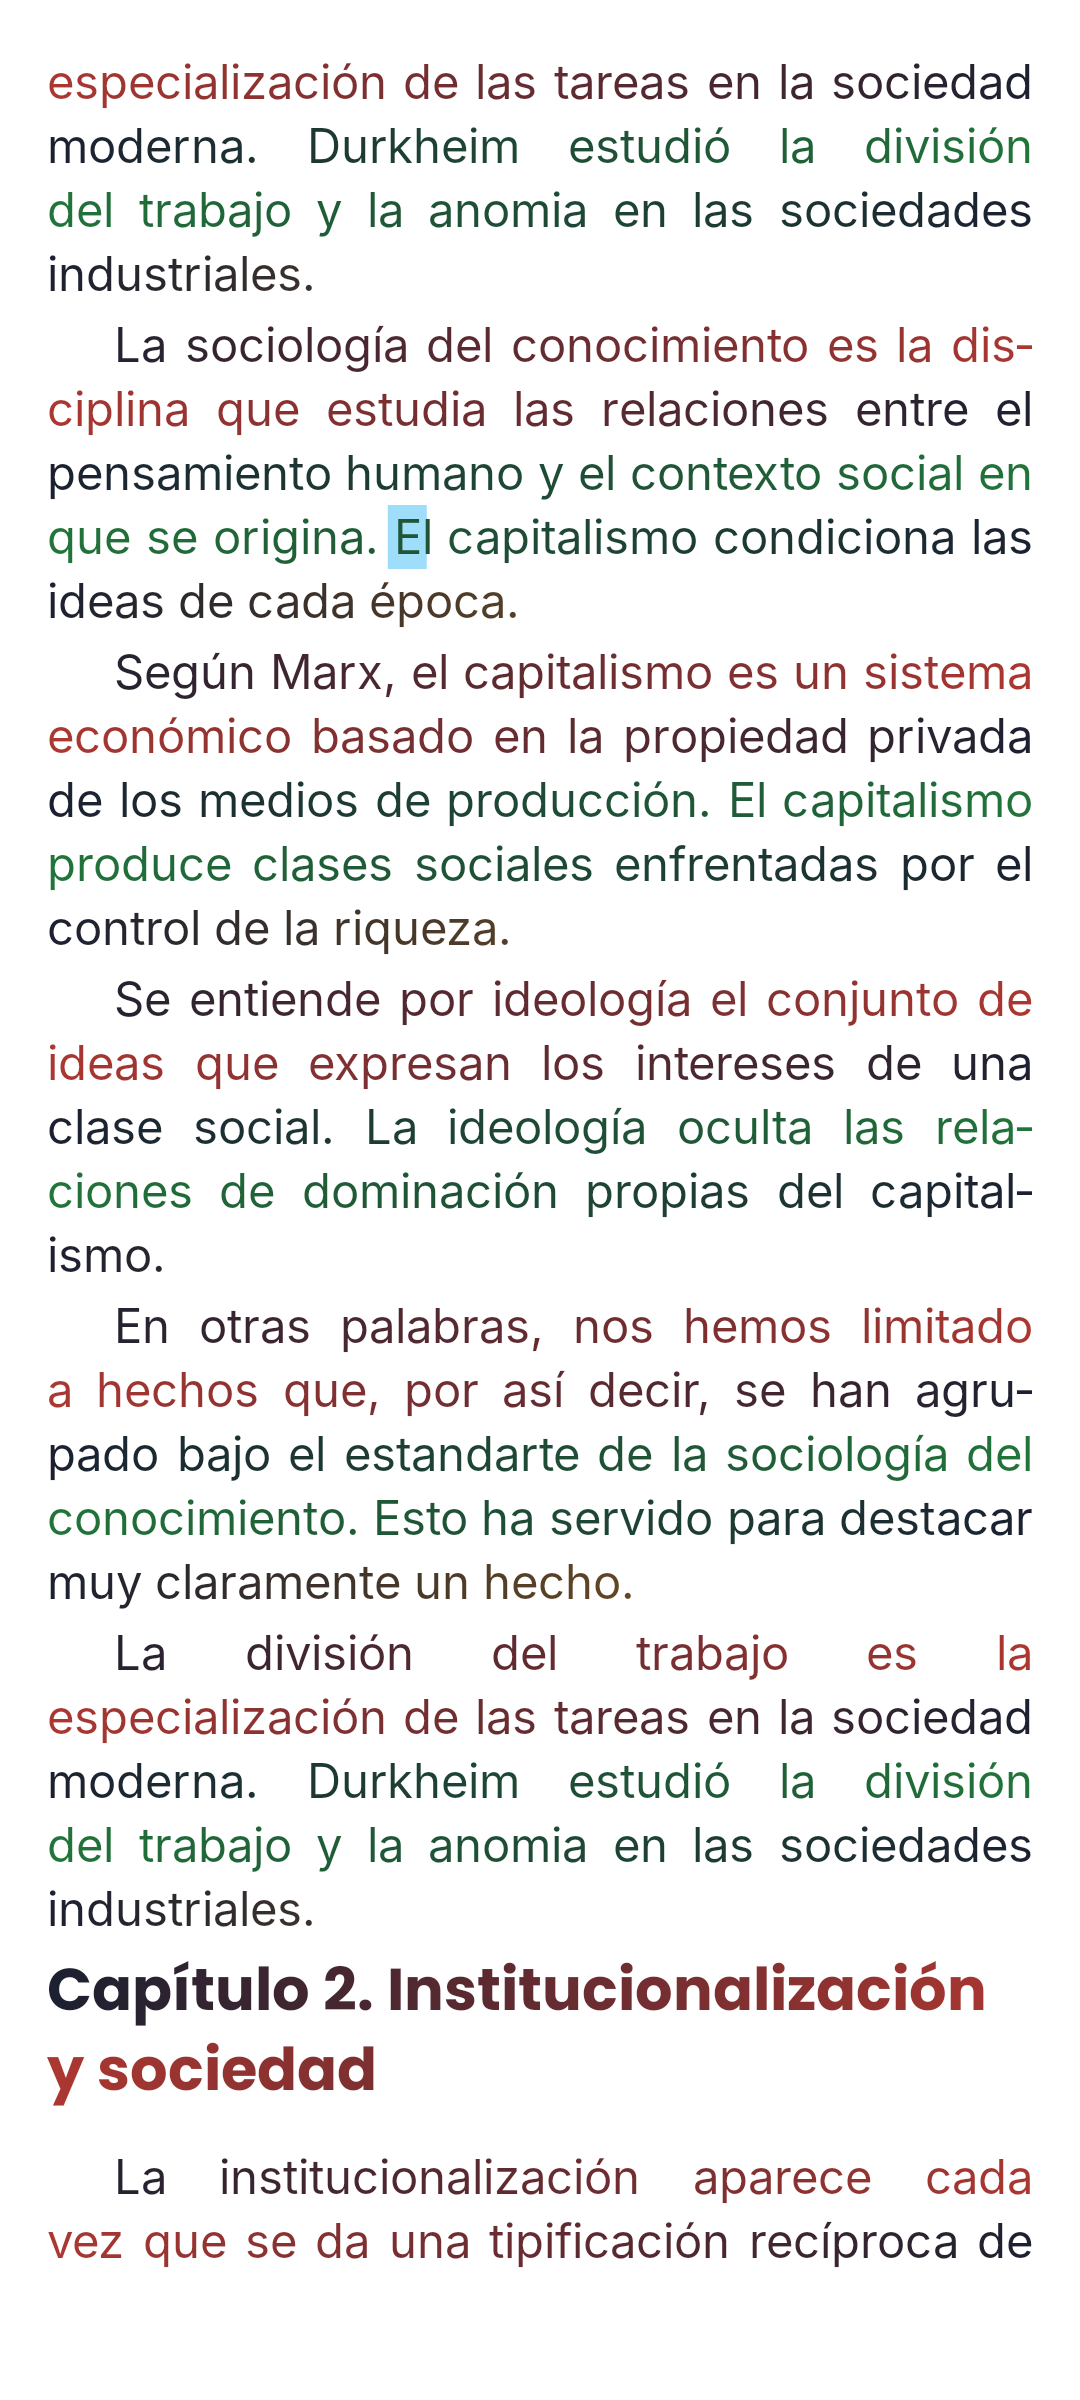 especialización de las tareas en la sociedad
moderna. Durkheim estudió la división
del trabajo y la anomia en las sociedades
industriales.
La sociología del conocimiento es la dis-
ciplina que estudia las relaciones entre el
pensamiento humano y el contexto social en
que se origina. El capitalismo condiciona las
ideas de cada época.
Según Marx, el capitalismo es un sistema
económico basado en la propiedad privada
de los medios de producción. El capitalismo
produce clases sociales enfrentadas por el
control de la riqueza.
Se entiende por ideología el conjunto de
ideas que expresan los intereses de una
clase social. La ideología oculta las rela-
ciones de dominación propias del capital-
ismo.
En otras palabras, nos hemos limitado
a hechos que, por así decir, se han agru-
pado bajo el estandarte de la sociología del
conocimiento. Esto ha servido para destacar
muy claramente un hecho.
La división del trabajo es la
especialización de las tareas en la sociedad
moderna. Durkheim estudió la división
del trabajo y la anomia en las sociedades
industriales.
Capítulo 2. Institucionalización
y sociedad
La institucionalización aparece cada
vez que se da una tipificación recíproca de